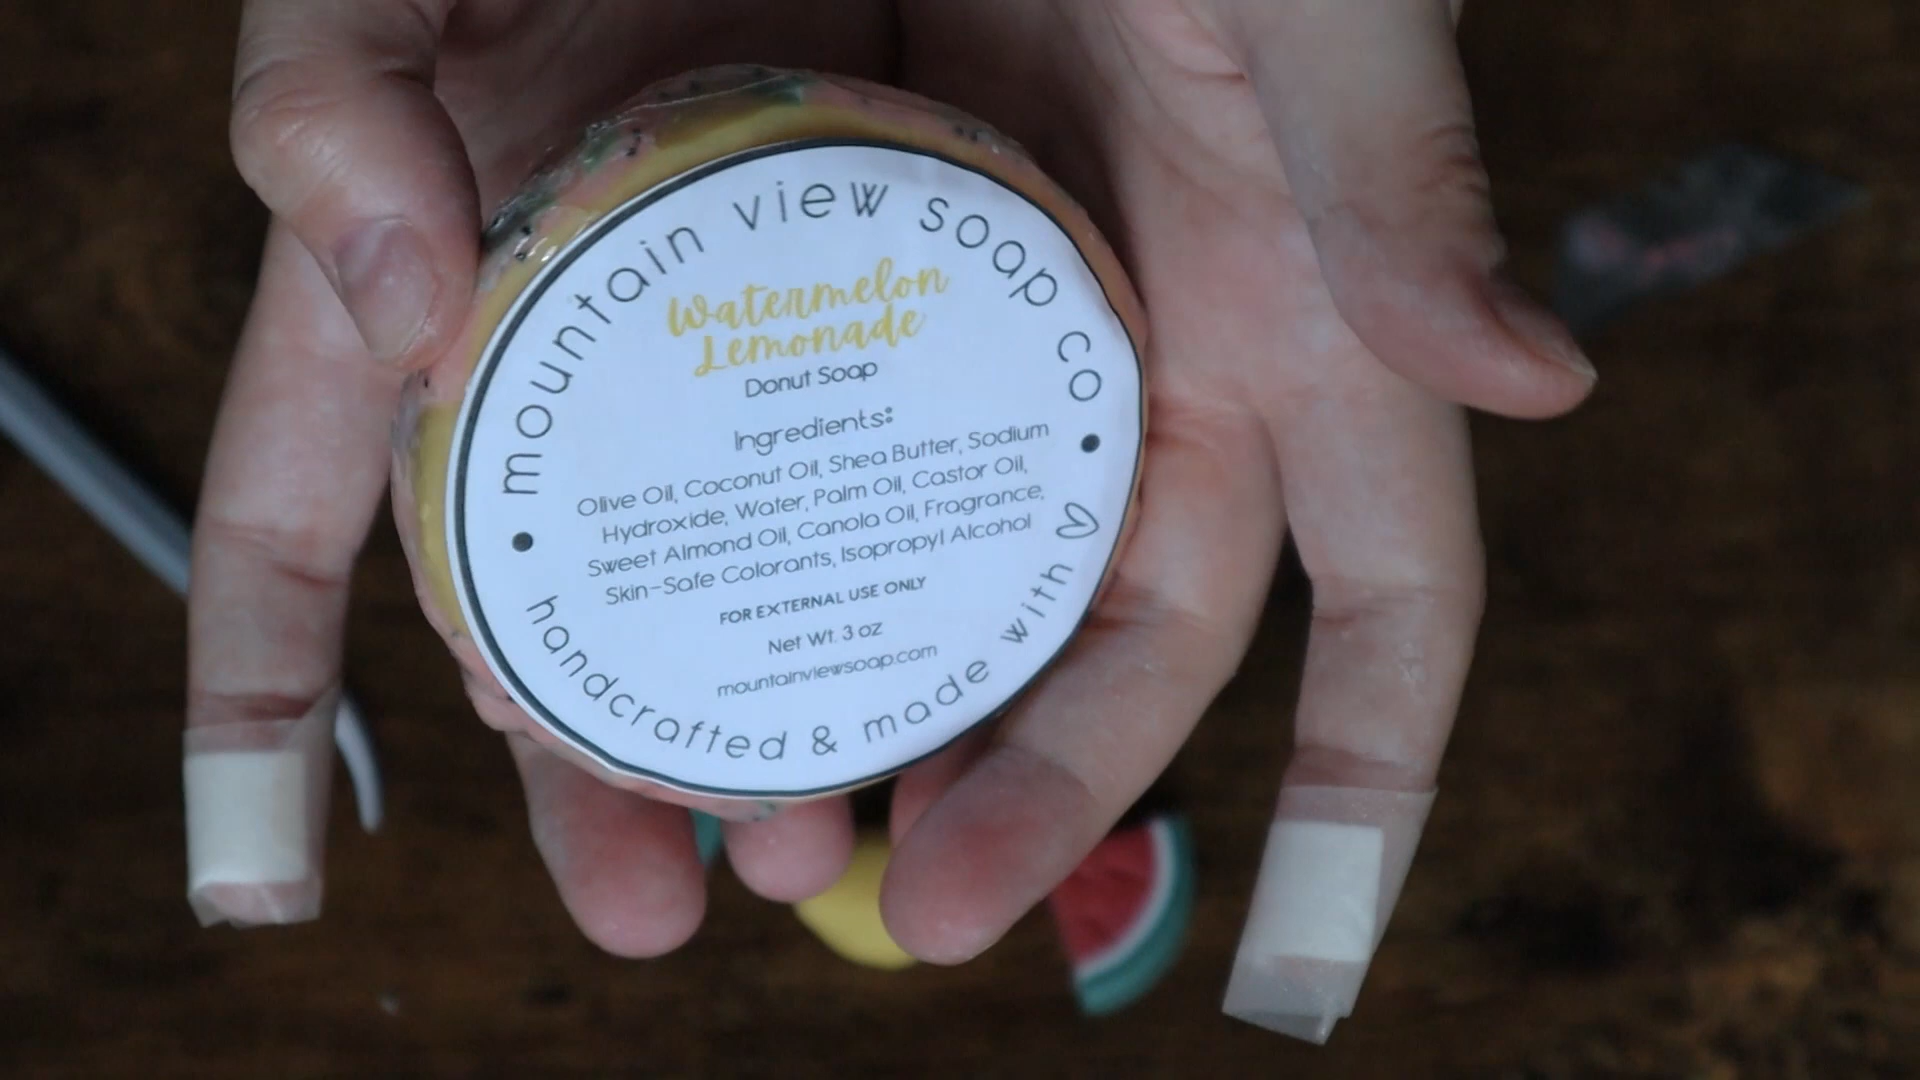 mountain view soap co
Watermelon
Lemonade
Donut Soap
Ingredients:
Olive Oil, Coconut Oil, Shea Butter, Sodium
Hydroxide, Water, Palm Oil, Castor Oil,
Sweet Almond Oil, Canola Oil, Fragrance,
Skin-Safe Colorants, Isopropyl Alcohol
FOR EXTERNAL USE ONLY
Net Wt. 3 oz
mountainviewsoap.com
handcrafted & made with